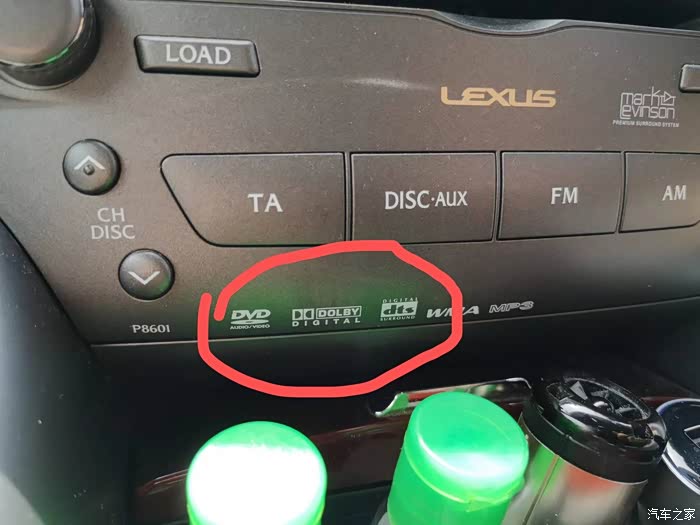 LOAD
LEXUS
mark levinson
PREMIUM SURROUND SYSTEM
TA
DISC·AUX
FM
AM
CH
DISC
P8601
DVD
AUDIO/VIDEO
DOLBY
DIGITAL
DIGITAL
dts
SURROUND
WMA
MP3
汽车之家